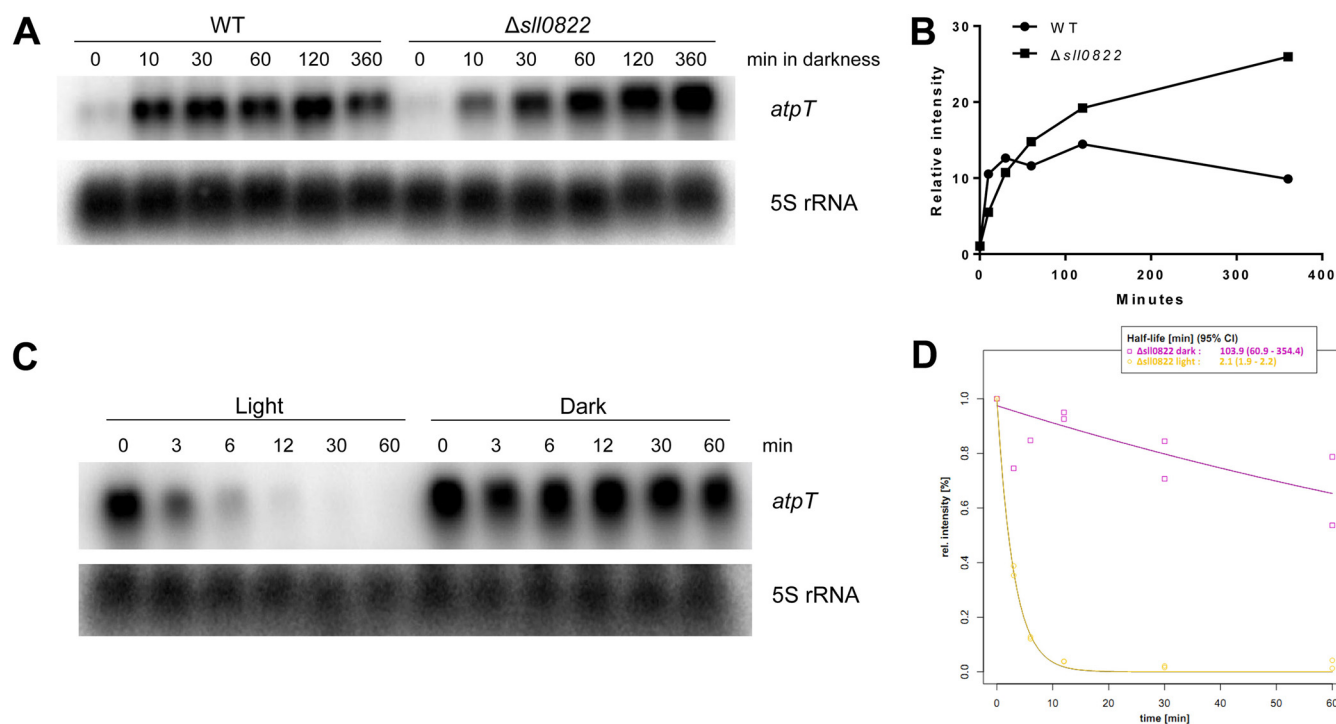 A
WT
Δsll0822
0 10 30 60 120 360 0 10 30 60 120 360 min in darkness
atpT
5S rRNA
B
WT
Δsll0822
Relative intensity
30
20
10
0
0 100 200 300 400
Minutes
C
Light
Dark
0 3 6 12 30 60 0 3 6 12 30 60 min
atpT
5S rRNA
D
Half-life [min] (95% CI)
Δsll0822 dark : 103.9 (60.9 - 354.4)
Δsll0822 light : 2.1 (1.9 - 2.2)
rel. intensity [%]
1.0
0.8
0.6
0.4
0.2
0.0
0 10 20 30 40 50 60
time [min]